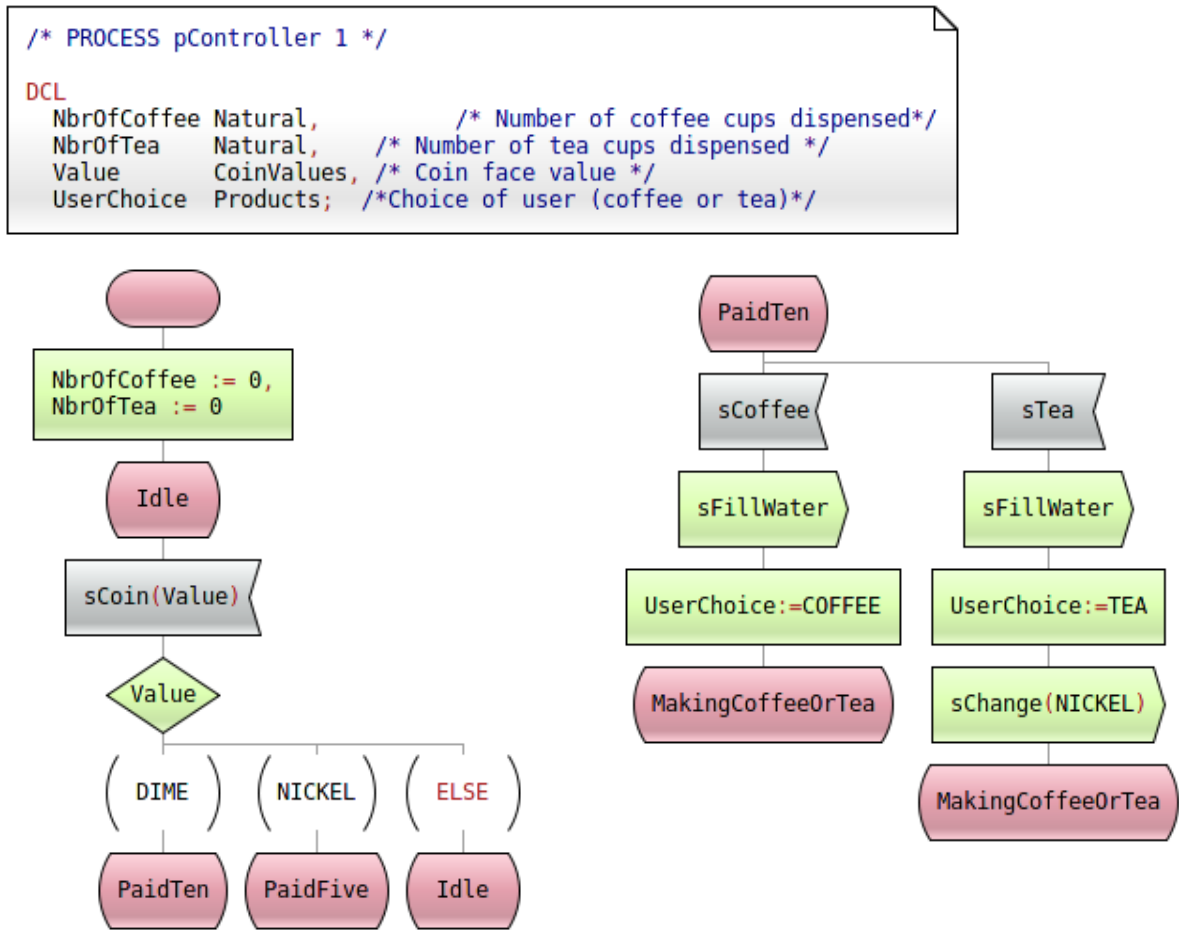 /* PROCESS pController 1 */
DCL
NbrOfCoffee Natural, /* Number of coffee cups dispensed*/
NbrOfTea Natural, /* Number of tea cups dispensed */
Value CoinValues, /* Coin face value */
UserChoice Products; /*Choice of user (coffee or tea)*/
NbrOfCoffee := 0,
NbrOfTea := 0
Idle
sCoin(Value)
Value
DIME
NICKEL
ELSE
PaidTen
PaidFive
Idle
PaidTen
sCoffee
sFillWater
UserChoice:=COFFEE
MakingCoffeeOrTea
sTea
sFillWater
UserChoice:=TEA
sChange(NICKEL)
MakingCoffeeOrTea